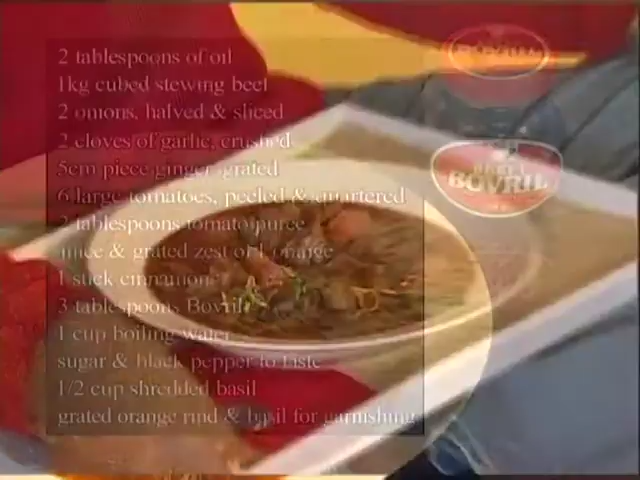 2 tablespoons of oil
1kg cubed stewing beef
2 onions, halved & sliced
2 cloves of garlic, crushed
5cm piece ginger grated
6 large tomatoes, peeled & quartered
2 tablespoons tomato puree
juice & grated zest of 1 orange
1 stick cinnamon
3 tablespoons Bovril
1 cup boiling water
sugar & black pepper to taste
1/2 cup shredded basil
grated orange rind & basil for garnishing
BOVRIL
BOVRIL